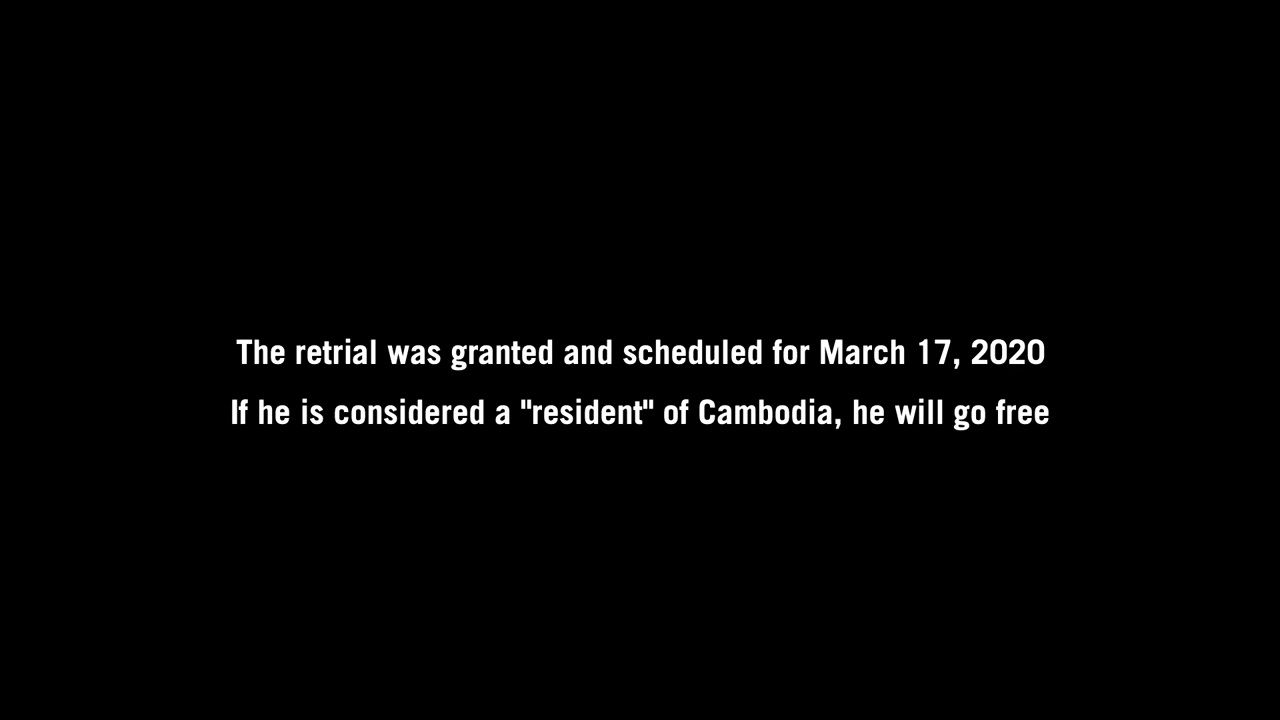 The retrial was granted and scheduled for March 17, 2020
If he is considered a "resident" of Cambodia, he will go free